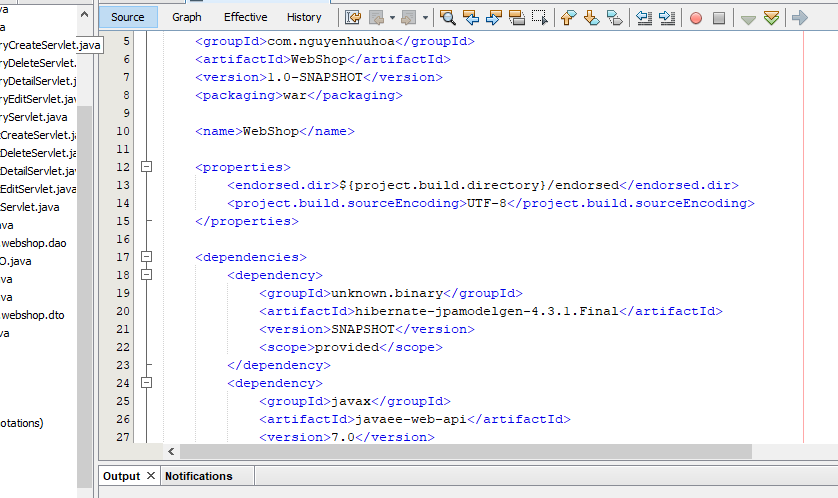 va
a
ryCreateServlet.java
ryDeleteServlet.
ryDetailServlet.j
ryEditServlet.jav
ryServlet.java
tCreateServlet.ja
tDeleteServlet.ja
tDetailServlet.jav
tEditServlet.java
tServlet.java
ava
.webshop.dao
O.java
va
va
.webshop.dto
va
otations)
Source Graph Effective History
5 <groupId>com.nguyenhuuhoa</groupId>
6 <artifactId>WebShop</artifactId>
7 <version>1.0-SNAPSHOT</version>
8 <packaging>war</packaging>
9
10 <name>WebShop</name>
11
12 <properties>
13 <endorsed.dir>${project.build.directory}/endorsed</endorsed.dir>
14 <project.build.sourceEncoding>UTF-8</project.build.sourceEncoding>
15 </properties>
16
17 <dependencies>
18 <dependency>
19 <groupId>unknown.binary</groupId>
20 <artifactId>hibernate-jpamodelgen-4.3.1.Final</artifactId>
21 <version>SNAPSHOT</version>
22 <scope>provided</scope>
23 </dependency>
24 <dependency>
25 <groupId>javax</groupId>
26 <artifactId>javaee-web-api</artifactId>
27 <version>7.0</version>
Output Notifications